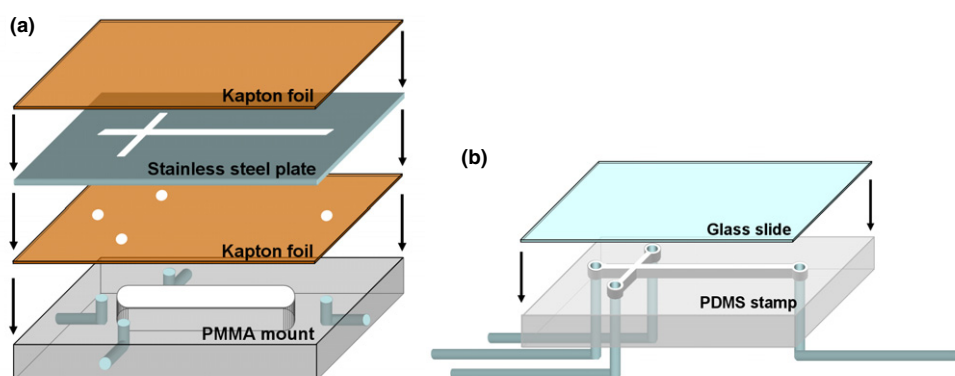 (a)
Kapton foil
Stainless steel plate
Kapton foil
PMMA mount
(b)
Glass slide
PDMS stamp